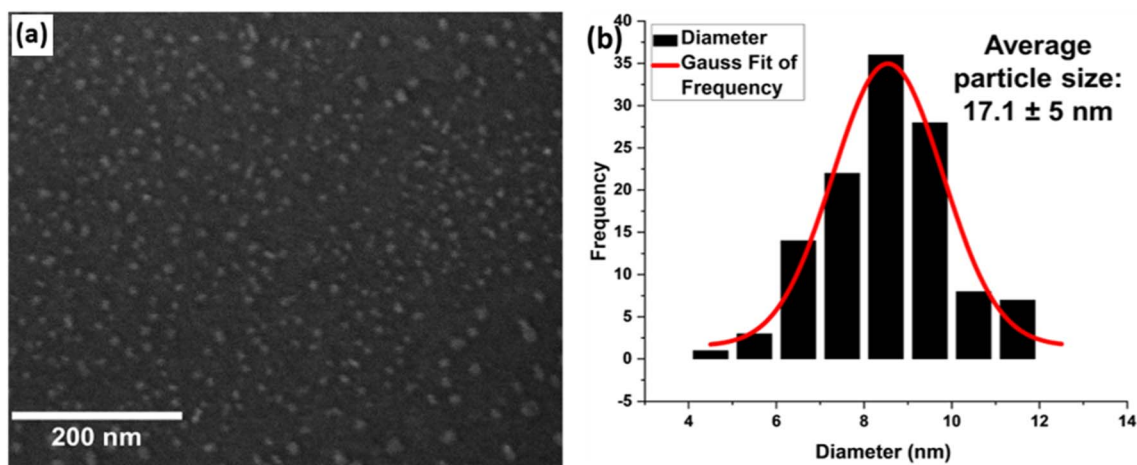 (a)
200 nm
(b)
Diameter
Gauss Fit of
Frequency
Average
particle size:
17.1 ± 5 nm
Frequency
40
35
30
25
20
15
10
5
0
-5
4 6 8 10 12 14
Diameter (nm)